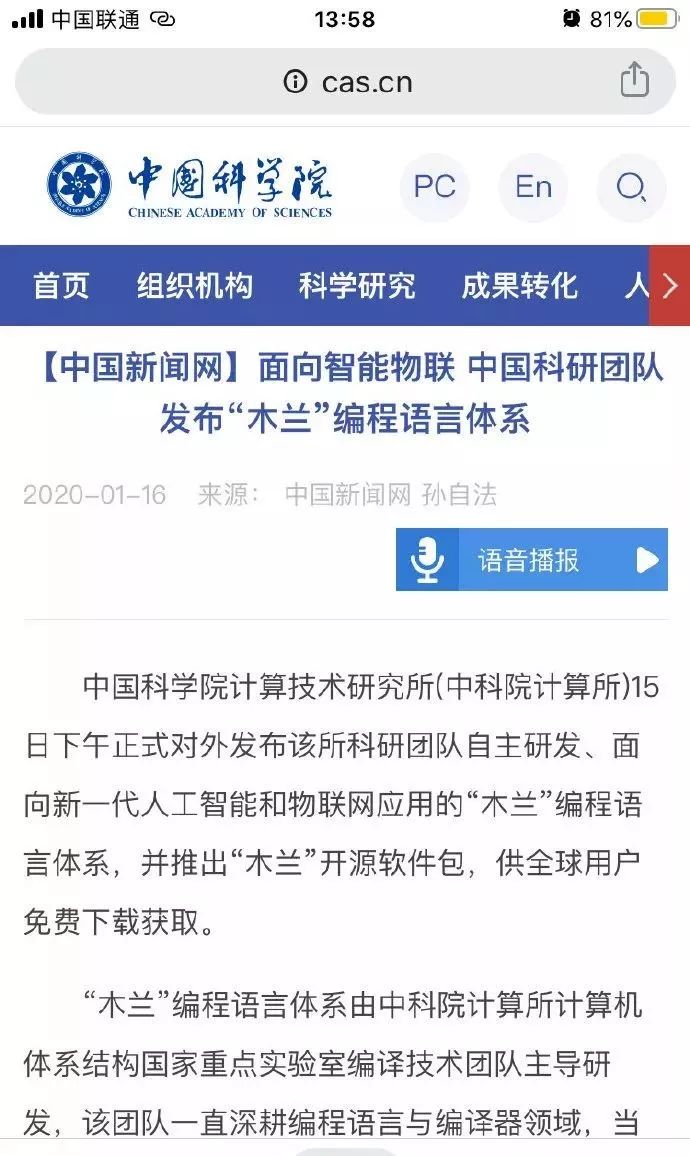 中国联通 13:58 81%
cas.cn
中国科学院
CHINESE ACADEMY OF SCIENCES
PC En
首页 组织机构 科学研究 成果转化 人
【中国新闻网】面向智能物联 中国科研团队
发布“木兰”编程语言体系
2020-01-16 来源： 中国新闻网 孙自法
语音播报
中国科学院计算技术研究所(中科院计算所)15
日下午正式对外发布该所科研团队自主研发、面
向新一代人工智能和物联网应用的“木兰”编程语
言体系，并推出“木兰”开源软件包，供全球用户
免费下载获取。
“木兰”编程语言体系由中科院计算所计算机
体系结构国家重点实验室编译技术团队主导研
发，该团队一直深耕编程语言与编译器领域，当